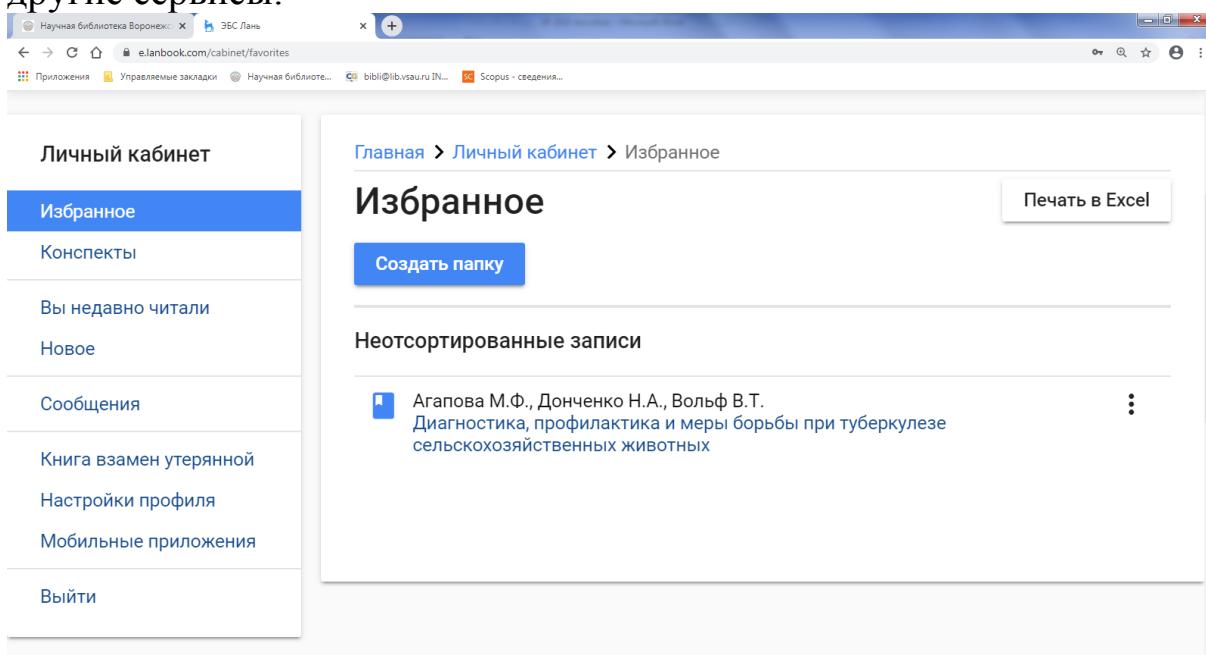 другие сервисы.
Научная библиотека Воронежс
ЭБС Лань
e.lanbook.com/cabinet/favorites
Приложения
Управляемые закладки
Научная библиоте...
bibli@lib.vsau.ru IN...
Scopus - сведения...
Личный кабинет
Избранное
Конспекты
Вы недавно читали
Новое
Сообщения
Книга взамен утерянной
Настройки профиля
Мобильные приложения
Выйти
Главная > Личный кабинет > Избранное
Избранное
Печать в Excel
Создать папку
Неотсортированные записи
Агапова М.Ф., Донченко Н.А., Вольф В.Т.
Диагностика, профилактика и меры борьбы при туберкулезе
сельскохозяйственных животных